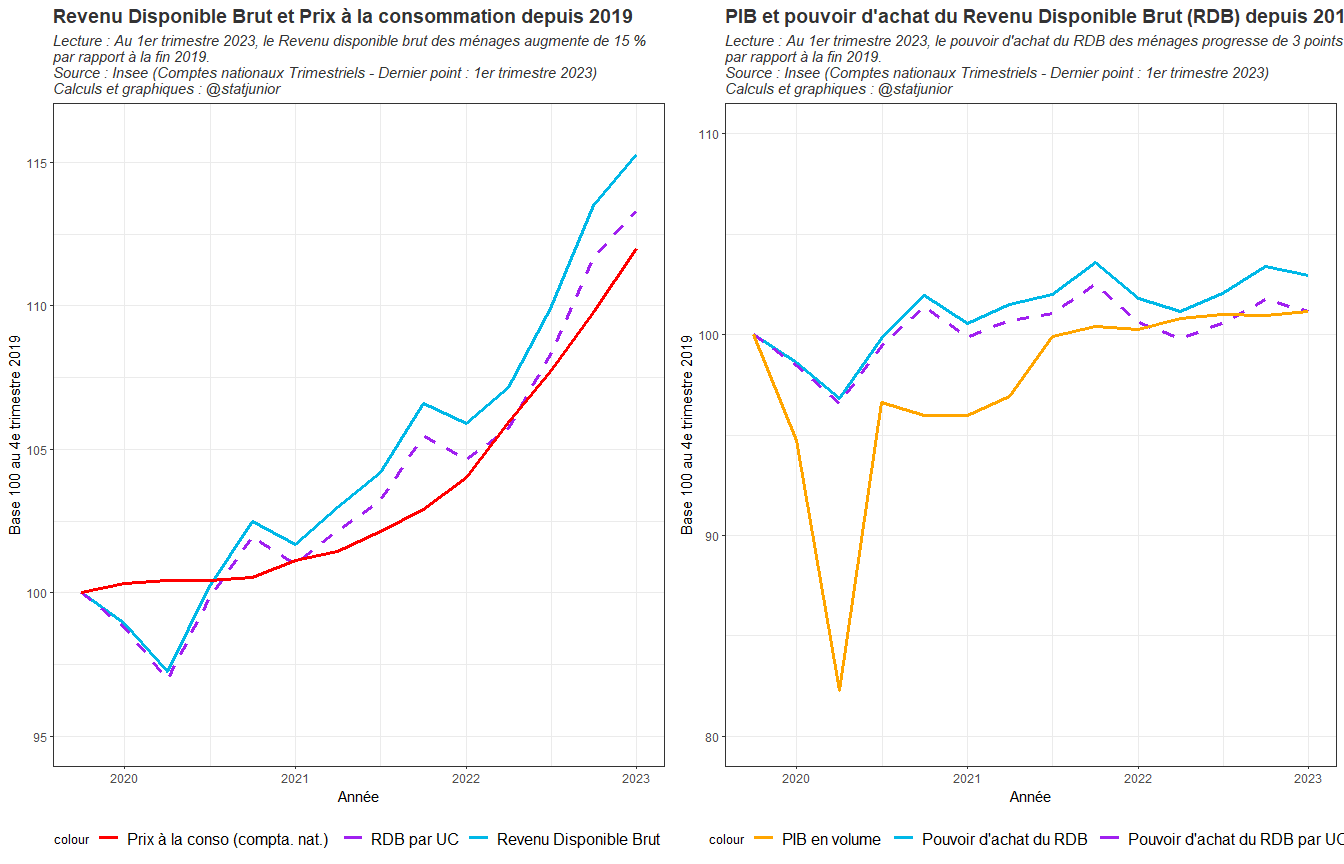 Revenu Disponible Brut et Prix à la consommation depuis 2019
Lecture : Au 1er trimestre 2023, le Revenu disponible brut des ménages augmente de 15 %
par rapport à la fin 2019.
Source : Insee (Comptes nationaux Trimestriels - Dernier point : 1er trimestre 2023)
Calculs et graphiques : @statjunior
115
110
105
100
95
Base 100 au 4e trimestre 2019
2020 2021 2022 2023
Année
colour Prix à la conso (compta. nat.) RDB par UC Revenu Disponible Brut
PIB et pouvoir d'achat du Revenu Disponible Brut (RDB) depuis 201
Lecture : Au 1er trimestre 2023, le pouvoir d'achat du RDB des ménages progresse de 3 points
par rapport à la fin 2019.
Source : Insee (Comptes nationaux Trimestriels - Dernier point : 1er trimestre 2023)
Calculs et graphiques : @statjunior
110
100
90
80
Base 100 au 4e trimestre 2019
2020 2021 2022 2023
Année
colour PIB en volume Pouvoir d'achat du RDB Pouvoir d'achat du RDB par UC